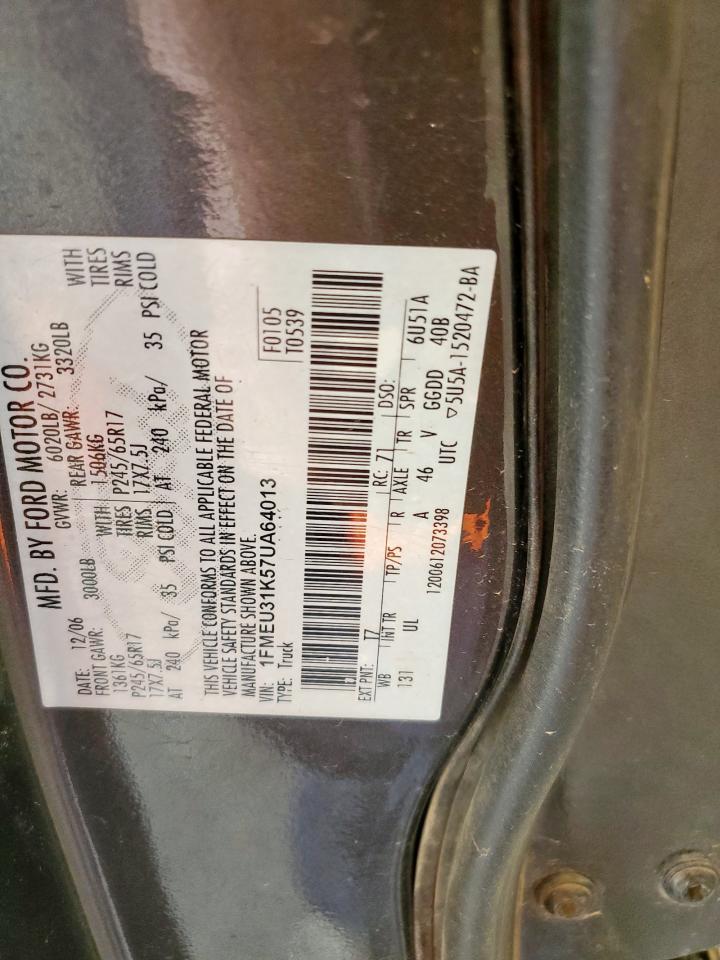 MFD. BY FORD MOTOR CO.
DATE: 12/06 GVWR: 6020LB/ 2731KG
FRONT GAWR: 3000LB REAR GAWR: 3320LB
1361KG WITH 1506KG WITH
P245/65R17 TIRES P245/65R17 TIRES
17X7.5J RIMS 17X7.5J RIMS
AT 240 kPa/ 35 PSI COLD AT 240 kPa/ 35 PSI COLD
THIS VEHICLE CONFORMS TO ALL APPLICABLE FEDERAL MOTOR
VEHICLE SAFETY STANDARDS IN EFFECT ON THE DATE OF
MANUFACTURE SHOWN ABOVE.
VIN: 1FMEU31K57UA64013 F0105
TYPE: Truck T0539
EXT PNT: T7 RC: 71 DSO:
WB INT TR TP/PS R AXLE TR SPR 6U51A
131 UL A 46 V GGDD 40B
1200612073398 UTC ▽5U5A-1520472-BA